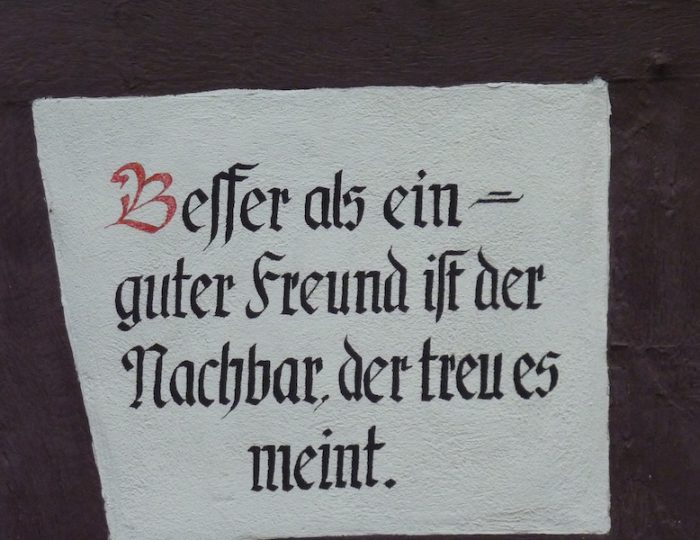 Beſſer als ein =
guter Freund iſt der
Nachbar, der treu es
meint.